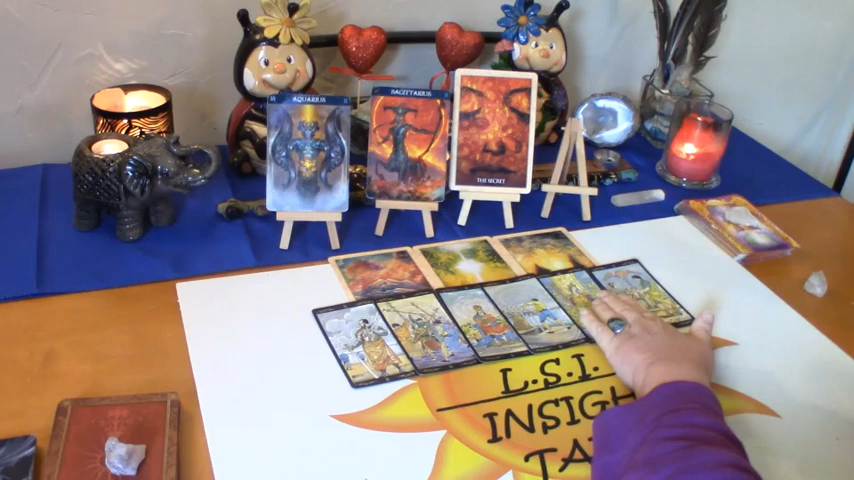 AQUARIUS
SAGITTARIUS
THE SECRET
L.S.I.
INSIGH
TA